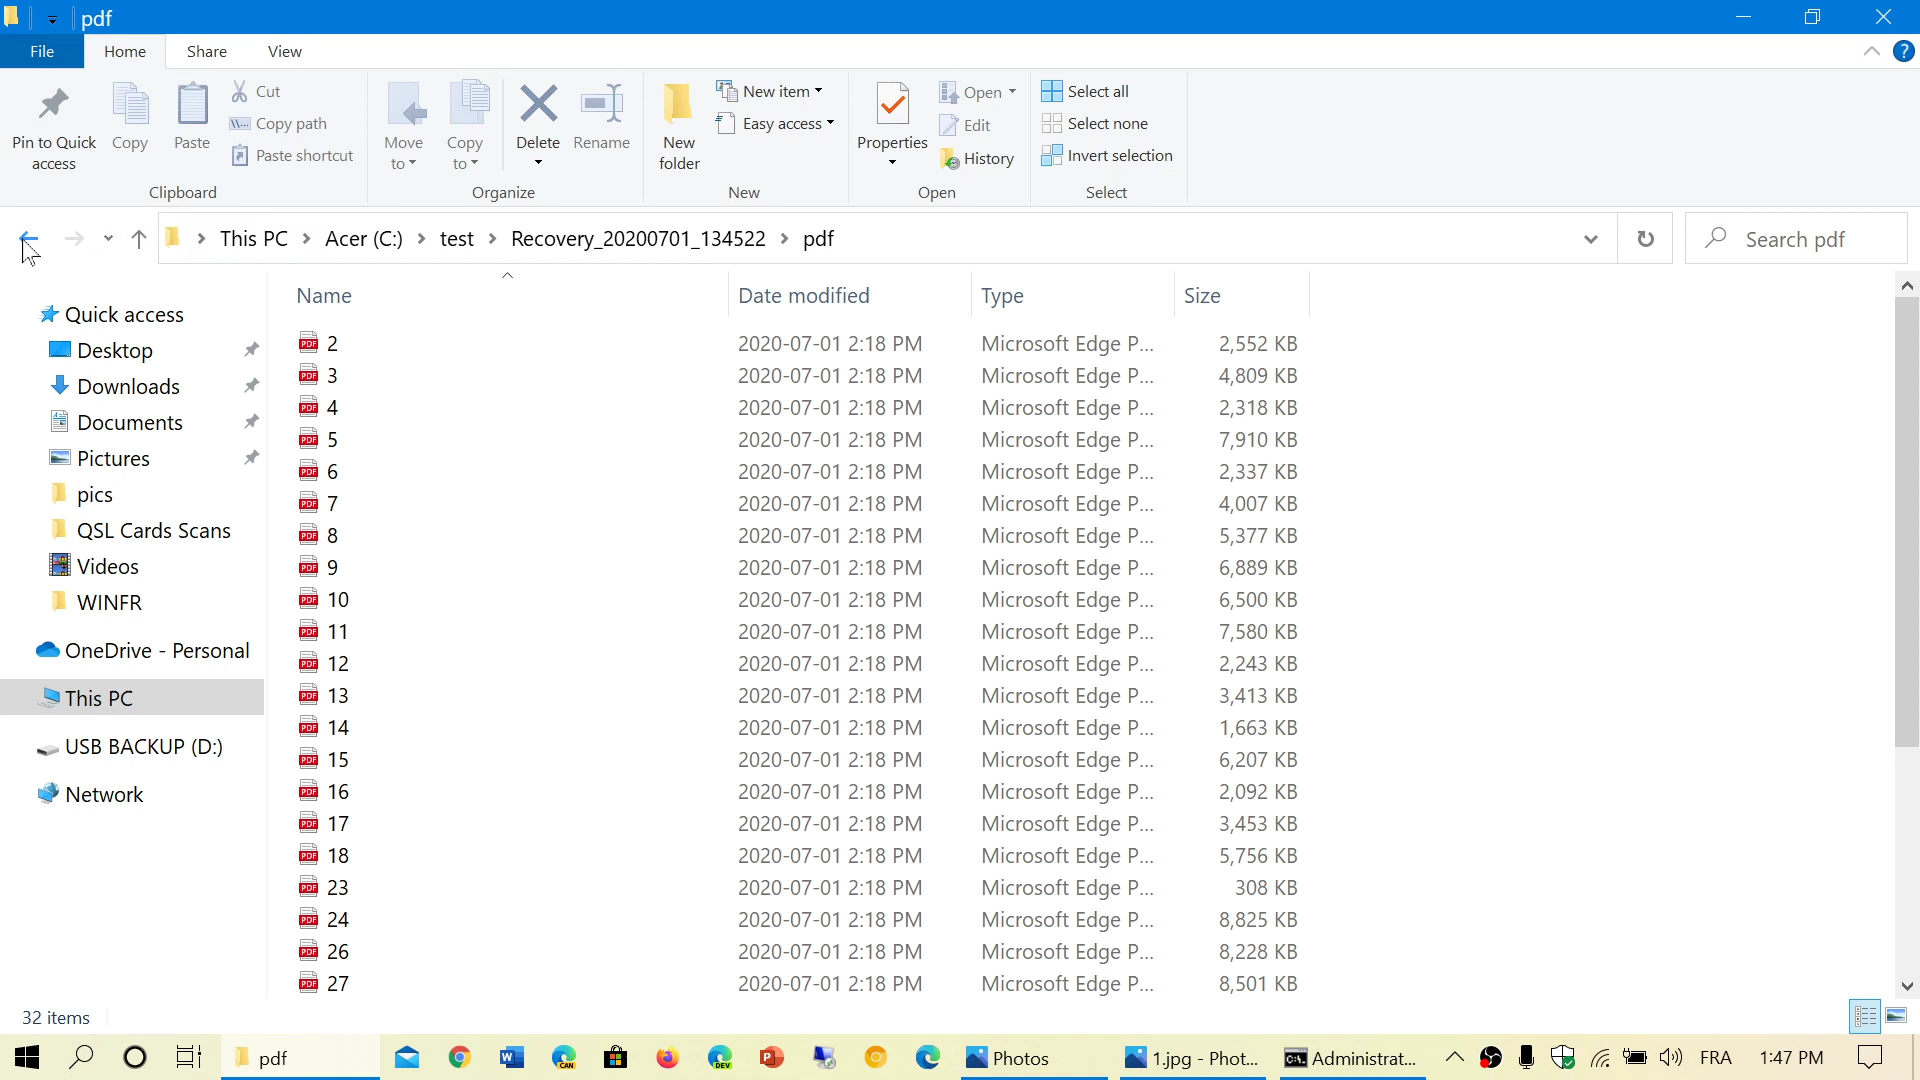 pdf
File Home Share View
Pin to Quick access
Copy
Paste
Cut
Copy path
Paste shortcut
Clipboard
Move to
Copy to
Delete
Rename
Organize
New folder
New item
Easy access
New
Properties
Open
Edit
History
Open
Select all
Select none
Invert selection
Select
This PC Acer (C:) test Recovery_20200701_134522 pdf
Search pdf
Quick access
Desktop
Downloads
Documents
Pictures
pics
QSL Cards Scans
Videos
WINFR
OneDrive - Personal
This PC
USB BACKUP (D:)
Network
Name Date modified Type Size
2 2020-07-01 2:18 PM Microsoft Edge P... 2,552 KB
3 2020-07-01 2:18 PM Microsoft Edge P... 4,809 KB
4 2020-07-01 2:18 PM Microsoft Edge P... 2,318 KB
5 2020-07-01 2:18 PM Microsoft Edge P... 7,910 KB
6 2020-07-01 2:18 PM Microsoft Edge P... 2,337 KB
7 2020-07-01 2:18 PM Microsoft Edge P... 4,007 KB
8 2020-07-01 2:18 PM Microsoft Edge P... 5,377 KB
9 2020-07-01 2:18 PM Microsoft Edge P... 6,889 KB
10 2020-07-01 2:18 PM Microsoft Edge P... 6,500 KB
11 2020-07-01 2:18 PM Microsoft Edge P... 7,580 KB
12 2020-07-01 2:18 PM Microsoft Edge P... 2,243 KB
13 2020-07-01 2:18 PM Microsoft Edge P... 3,413 KB
14 2020-07-01 2:18 PM Microsoft Edge P... 1,663 KB
15 2020-07-01 2:18 PM Microsoft Edge P... 6,207 KB
16 2020-07-01 2:18 PM Microsoft Edge P... 2,092 KB
17 2020-07-01 2:18 PM Microsoft Edge P... 3,453 KB
18 2020-07-01 2:18 PM Microsoft Edge P... 5,756 KB
23 2020-07-01 2:18 PM Microsoft Edge P... 308 KB
24 2020-07-01 2:18 PM Microsoft Edge P... 8,825 KB
26 2020-07-01 2:18 PM Microsoft Edge P... 8,228 KB
27 2020-07-01 2:18 PM Microsoft Edge P... 8,501 KB
32 items
pdf CAN DEV Photos 1.jpg - Phot... Administrat... FRA 1:47 PM